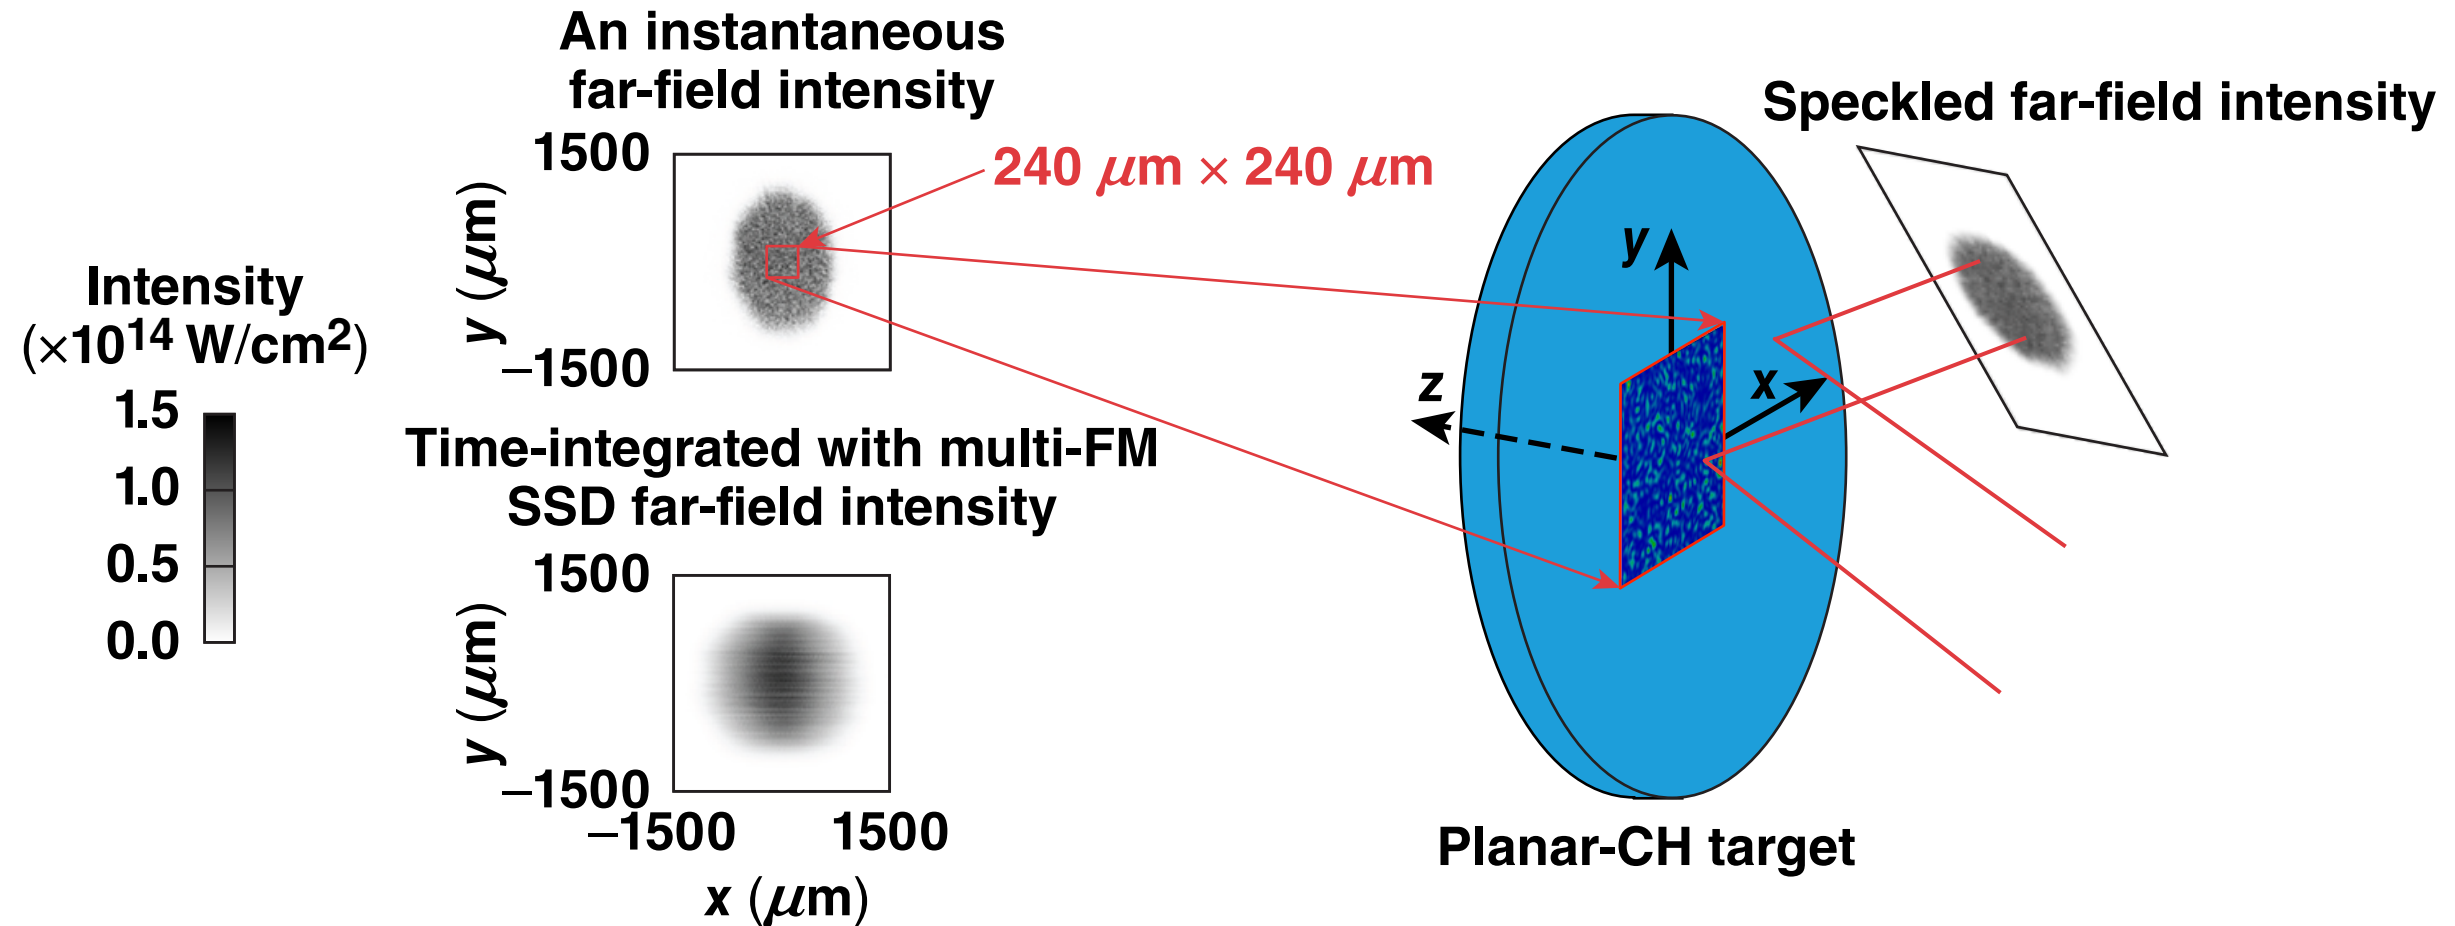 An instantaneous
far-field intensity
1500
y (μm)
–1500
240 μm × 240 μm
Intensity
(×10¹⁴ W/cm²)
1.5
1.0
0.5
0.0
Time-integrated with multi-FM
SSD far-field intensity
1500
y (μm)
–1500
–1500 1500
x (μm)
Speckled far-field intensity
y
x
z
Planar-CH target